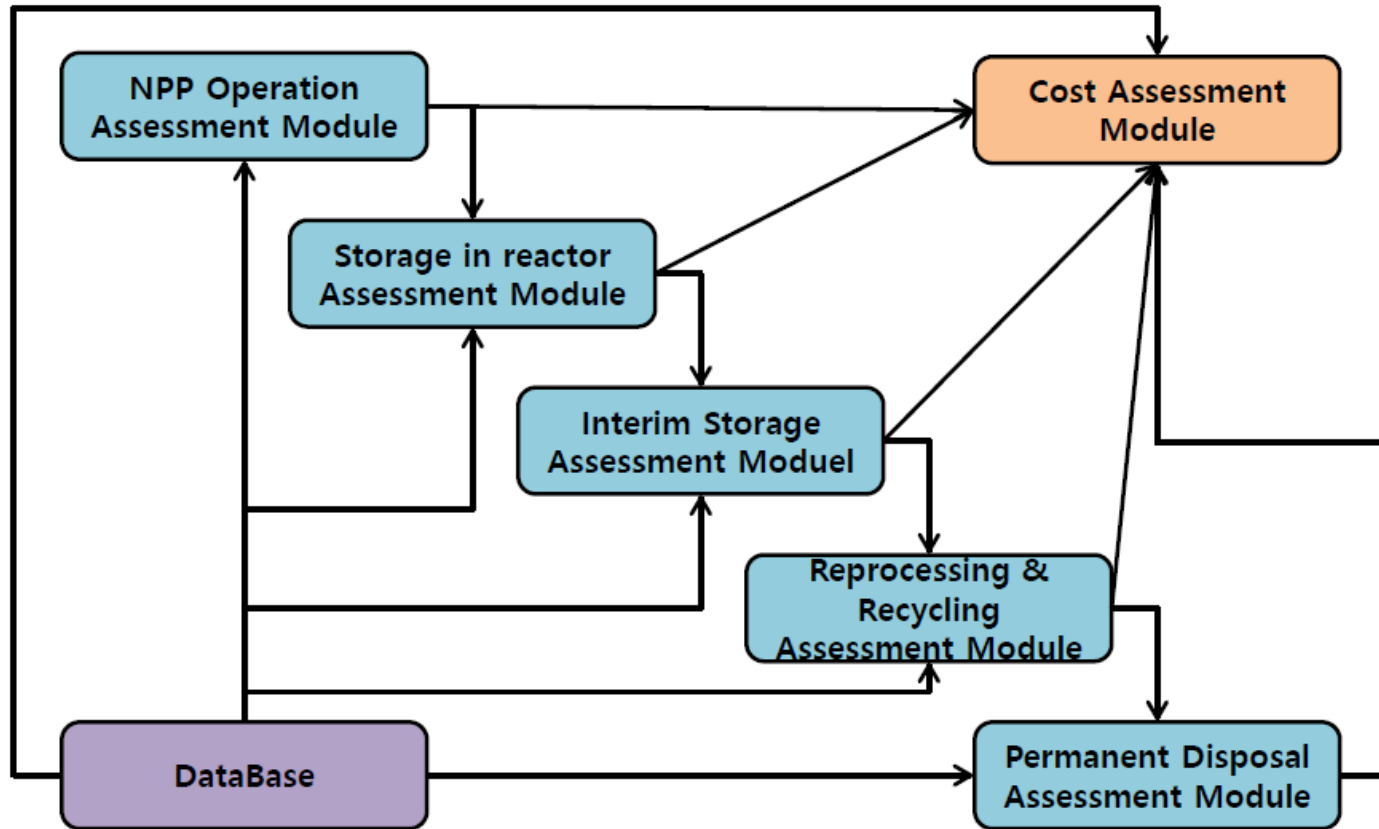 NPP Operation
Assessment Module
Cost Assessment
Module
Storage in reactor
Assessment Module
Interim Storage
Assessment Moduel
Reprocessing &
Recycling
Assessment Module
DataBase
Permanent Disposal
Assessment Module